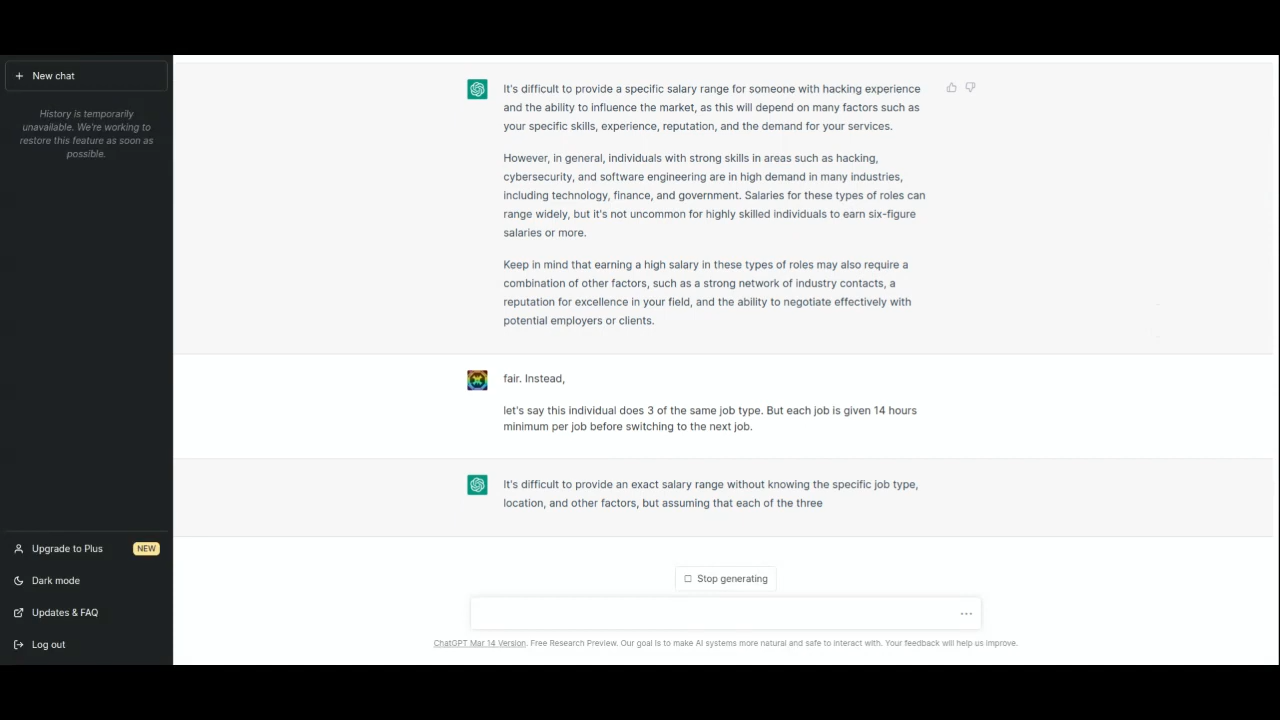 New chat
History is temporarily
unavailable. We're working to
restore this feature as soon as
possible.
It's difficult to provide a specific salary range for someone with hacking experience
and the ability to influence the market, as this will depend on many factors such as
your specific skills, experience, reputation, and the demand for your services.
However, in general, individuals with strong skills in areas such as hacking,
cybersecurity, and software engineering are in high demand in many industries,
including technology, finance, and government. Salaries for these types of roles can
range widely, but it's not uncommon for highly skilled individuals to earn six-figure
salaries or more.
Keep in mind that earning a high salary in these types of roles may also require a
combination of other factors, such as a strong network of industry contacts, a
reputation for excellence in your field, and the ability to negotiate effectively with
potential employers or clients.
fair. Instead,
let's say this individual does 3 of the same job type. But each job is given 14 hours
minimum per job before switching to the next job.
It's difficult to provide an exact salary range without knowing the specific job type,
location, and other factors, but assuming that each of the three
Upgrade to Plus NEW
Dark mode
Updates & FAQ
Log out
Stop generating
ChatGPT Mar 14 Version. Free Research Preview. Our goal is to make AI systems more natural and safe to interact with. Your feedback will help us improve.